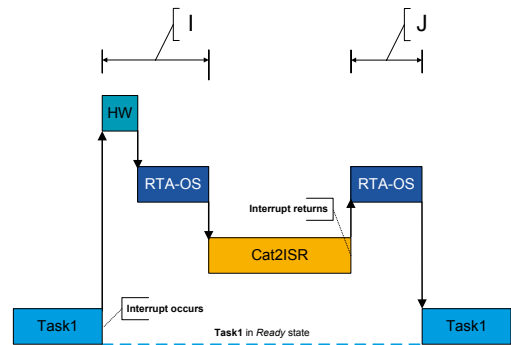 I
J
HW
RTA-OS
RTA-OS
Interrupt returns
Cat2ISR
Interrupt occurs
Task1
Task1 in Ready state
Task1